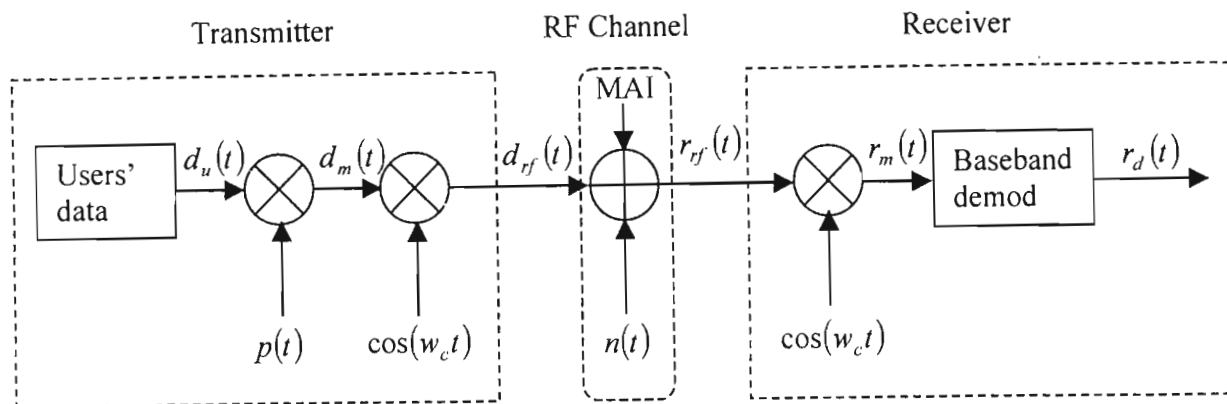 Transmitter
RF Channel
Receiver
MAI
Users'
data
d_u(t)
d_m(t)
d_rf(t)
r_rf(t)
r_m(t)
Baseband
demod
r_d(t)
p(t)
cos(w_c t)
n(t)
cos(w_c t)